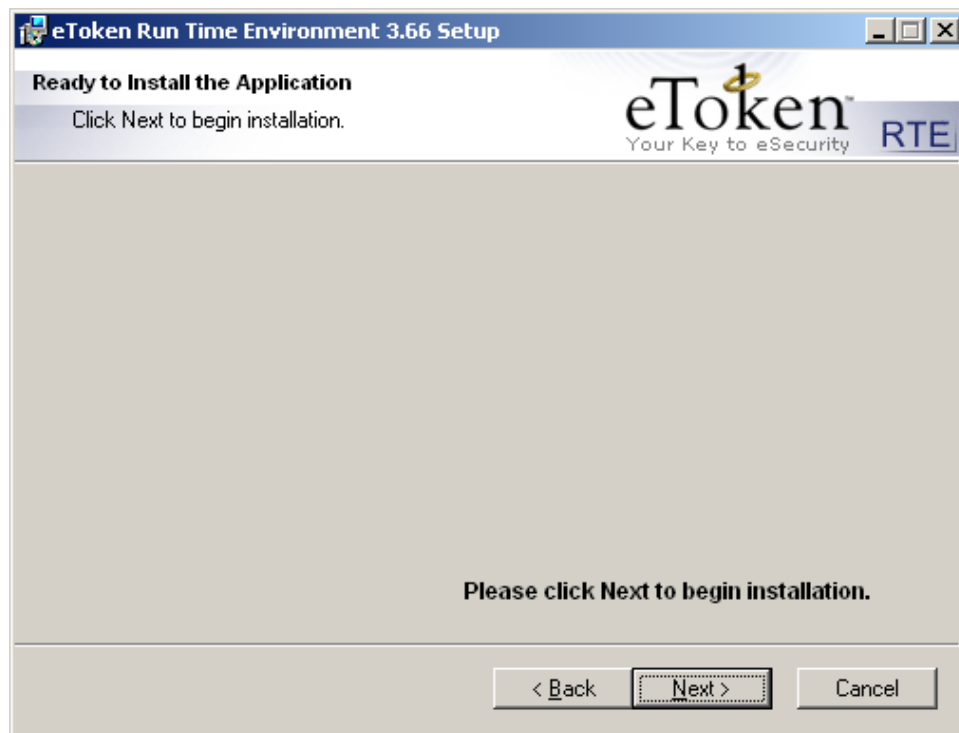 eToken Run Time Environment 3.66 Setup
Ready to Install the Application
Click Next to begin installation.
eToken™
Your Key to eSecurity
RTE
Please click Next to begin installation.
< Back
Next >
Cancel